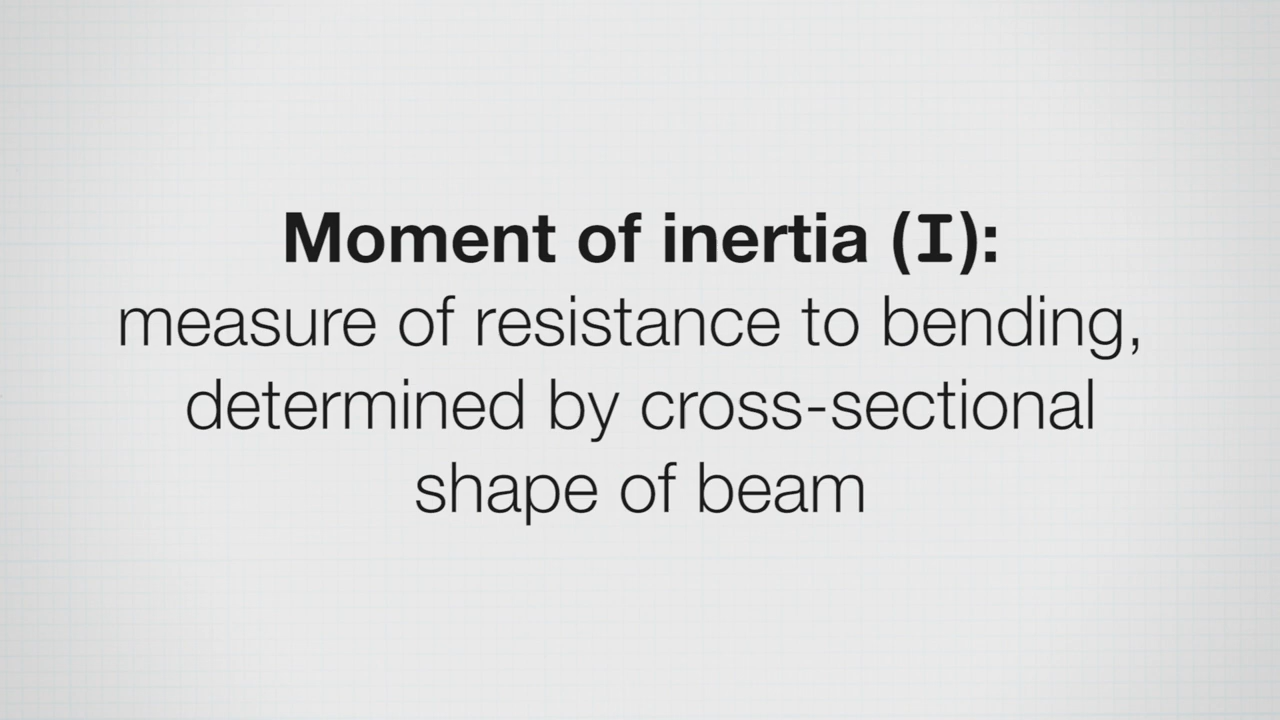 Moment of inertia (I):
measure of resistance to bending,
determined by cross-sectional
shape of beam